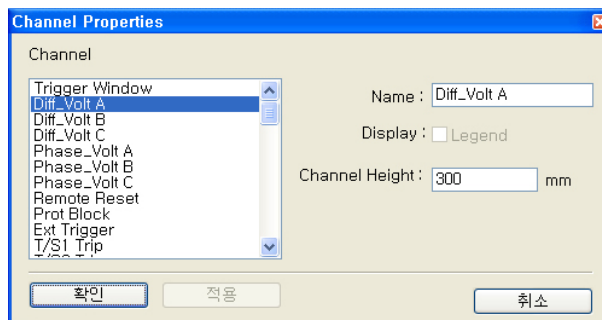 Channel Properties
Channel
Trigger Window
Diff_Volt A
Diff_Volt B
Diff_Volt C
Phase_Volt A
Phase_Volt B
Phase_Volt C
Remote Reset
Prot Block
Ext Trigger
T/S1 Trip
Name : Diff_Volt A
Display : Legend
Channel Height : 300 mm
확인
적용
취소